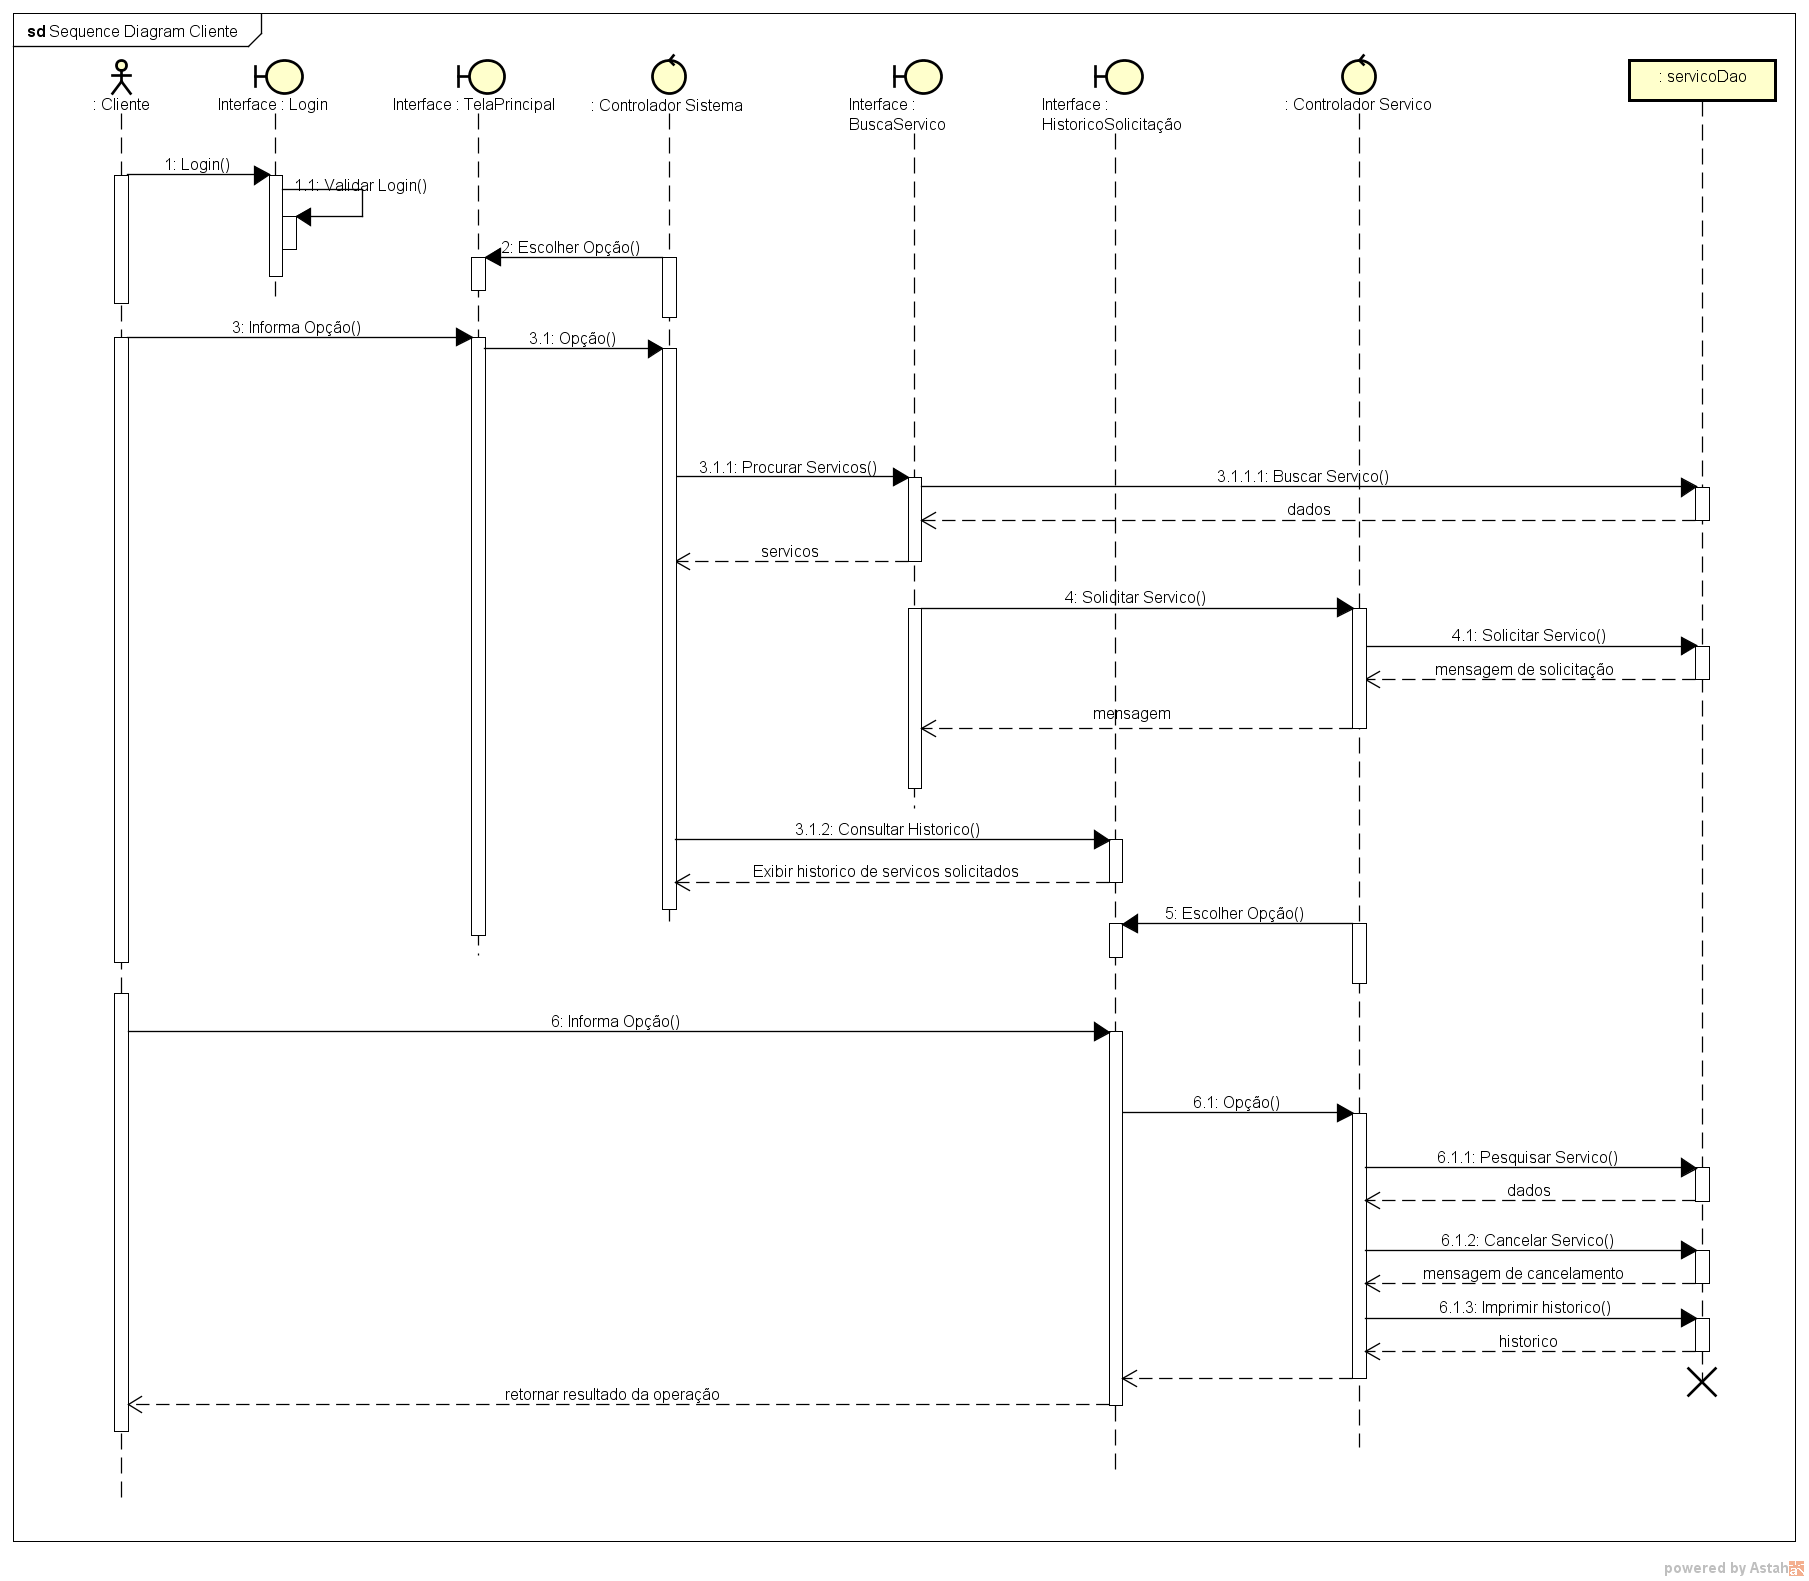 sd Sequence Diagram Cliente
: Cliente
Interface : Login
Interface : TelaPrincipal
: Controlador Sistema
Interface :
BuscaServico
Interface :
HistoricoSolicitação
: Controlador Servico
: servicoDao
1: Login()
1.1: Validar Login()
2: Escolher Opção()
3: Informa Opção()
3.1: Opção()
3.1.1: Procurar Servicos()
3.1.1.1: Buscar Servico()
dados
servicos
4: Soliditar Servico()
4.1: Solicitar Servico()
mensagem de solicitação
mensagem
3.1.2: Consultar Historico()
Exibir historico de servicos solicitados
5: Escolher Opção()
6: Informa Opção()
6.1: Opção()
6.1.1: Pesquisar Servico()
dados
6.1.2: Cancelar Servico()
mensagem de cancelamento
6.1.3: Imprimir historico()
historico
retornar resultado da operação
powered by Astah